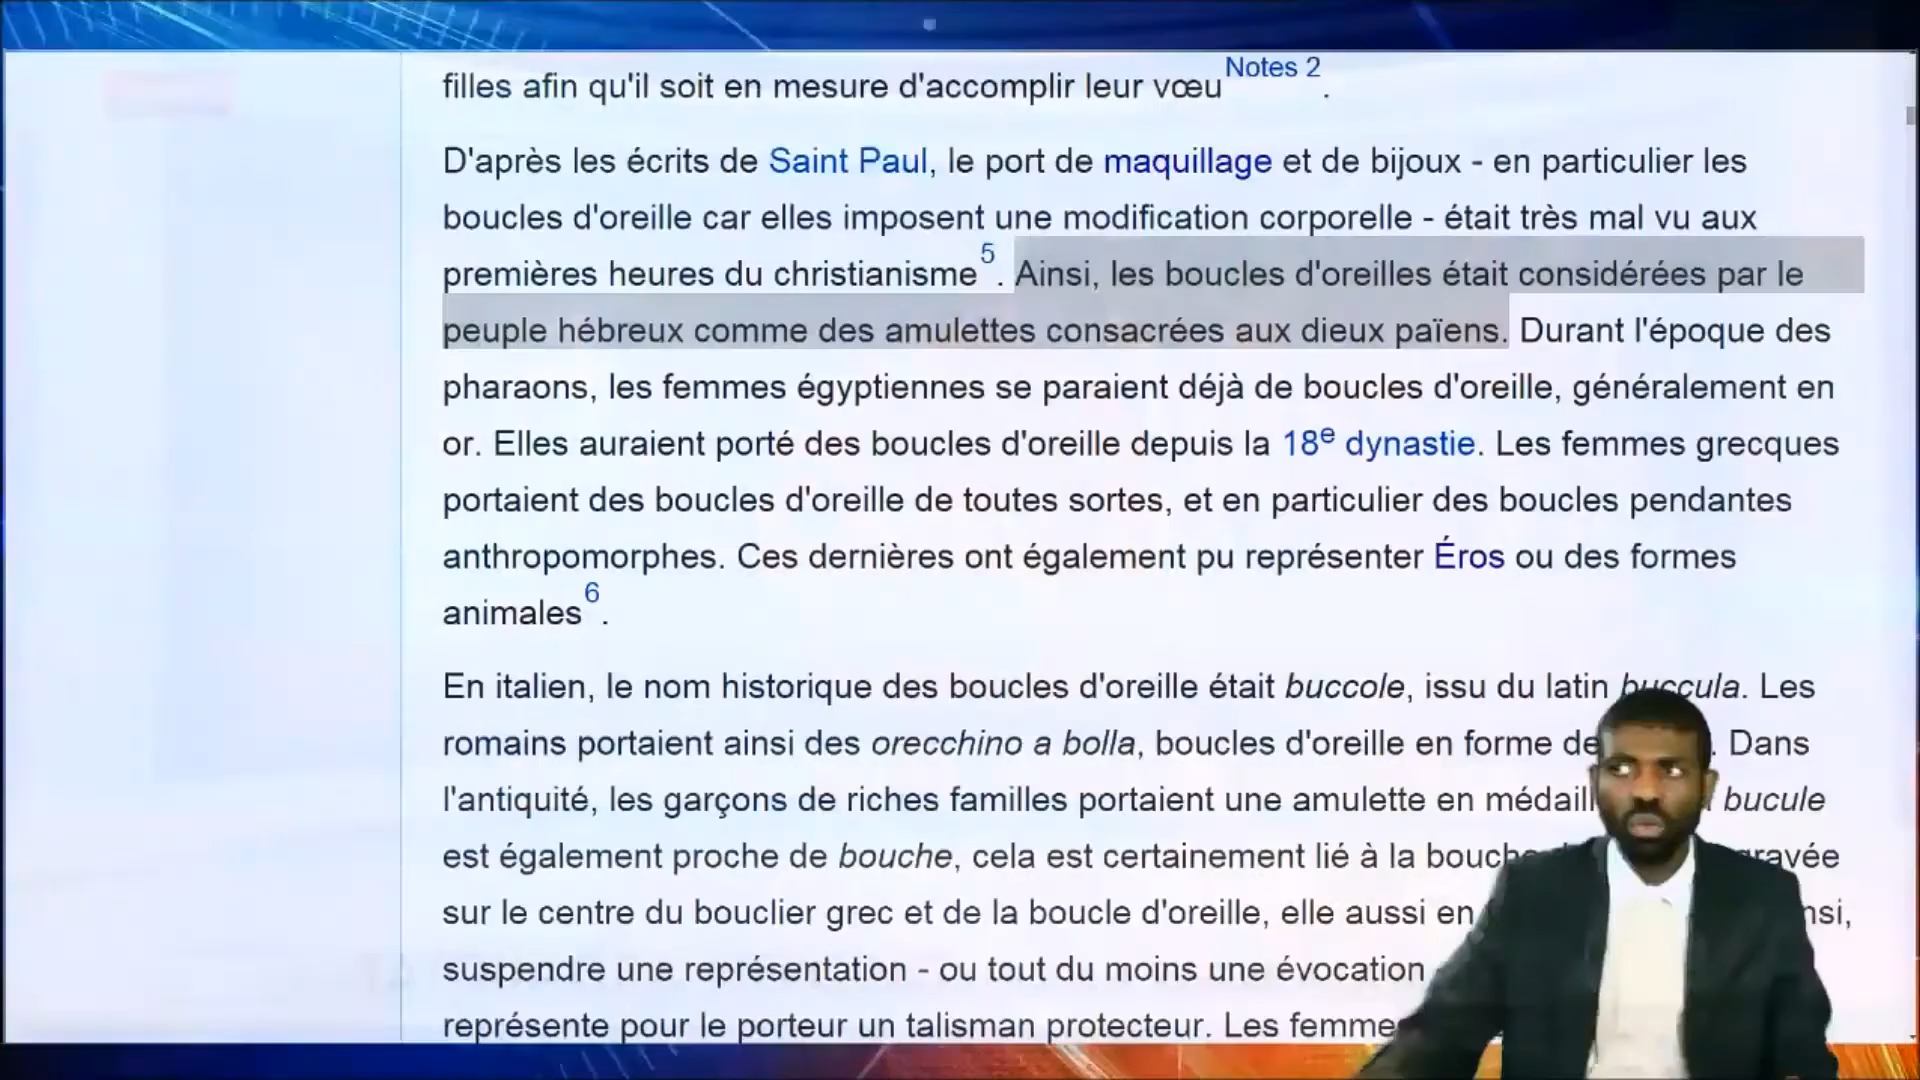 filles afin qu'il soit en mesure d'accomplir leur vœu Notes 2.
D'après les écrits de Saint Paul, le port de maquillage et de bijoux - en particulier les
boucles d'oreille car elles imposent une modification corporelle - était très mal vu aux
premières heures du christianisme 5. Ainsi, les boucles d'oreilles était considérées par le
peuple hébreux comme des amulettes consacrées aux dieux païens. Durant l'époque des
pharaons, les femmes égyptiennes se paraient déjà de boucles d'oreille, généralement en
or. Elles auraient porté des boucles d'oreille depuis la 18e dynastie. Les femmes grecques
portaient des boucles d'oreille de toutes sortes, et en particulier des boucles pendantes
anthropomorphes. Ces dernières ont également pu représenter Éros ou des formes
animales 6.
En italien, le nom historique des boucles d'oreille était buccole, issu du latin buccula. Les
romains portaient ainsi des orecchino a bolla, boucles d'oreille en forme de . Dans
l'antiquité, les garçons de riches familles portaient une amulette en bucule
est également proche de bouche, cela est certainement lié à la gravée
sur le centre du bouclier grec et de la boucle d'oreille, elle aussi en
suspendre une représentation - ou tout du moins une évocation
représente pour le porteur un talisman protecteur. Les